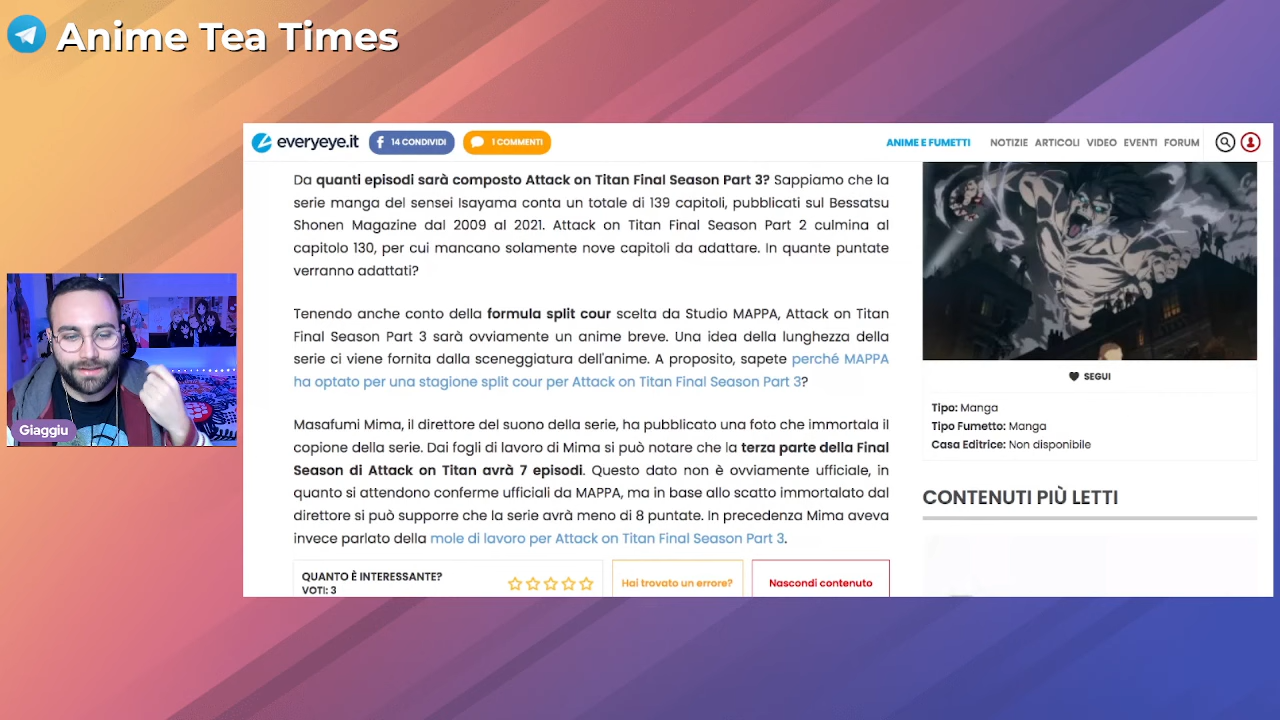 Anime Tea Times
everyeye.it
14 CONDIVIDI
1 COMMENTI
ANIME E FUMETTI
NOTIZIE
ARTICOLI
VIDEO
EVENTI
FORUM
Da quanti episodi sarà composto Attack on Titan Final Season Part 3? Sappiamo che la
serie manga del sensei Isayama conta un totale di 139 capitoli, pubblicati sul Bessatsu
Shonen Magazine dal 2009 al 2021. Attack on Titan Final Season Part 2 culmina al
capitolo 130, per cui mancano solamente nove capitoli da adattare. In quante puntate
verranno adattati?
Tenendo anche conto della formula split cour scelta da Studio MAPPA, Attack on Titan
Final Season Part 3 sarà ovviamente un anime breve. Una idea della lunghezza della
serie ci viene fornita dalla sceneggiatura dell'anime. A proposito, sapete perché MAPPA
ha optato per una stagione split cour per Attack on Titan Final Season Part 3?
Masafumi Mima, il direttore del suono della serie, ha pubblicato una foto che immortala il
copione della serie. Dai fogli di lavoro di Mima si può notare che la terza parte della Final
Season di Attack on Titan avrà 7 episodi. Questo dato non è ovviamente ufficiale, in
quanto si attendono conferme ufficiali da MAPPA, ma in base allo scatto immortalato dal
direttore si può supporre che la serie avrà meno di 8 puntate. In precedenza Mima aveva
invece parlato della mole di lavoro per Attack on Titan Final Season Part 3.
QUANTO È INTERESSANTE?
VOTI: 3
Hai trovato un errore?
Nascondi contenuto
SEGUI
Tipo: Manga
Tipo Fumetto: Manga
Casa Editrice: Non disponibile
CONTENUTI PIÙ LETTI
Giaggiu